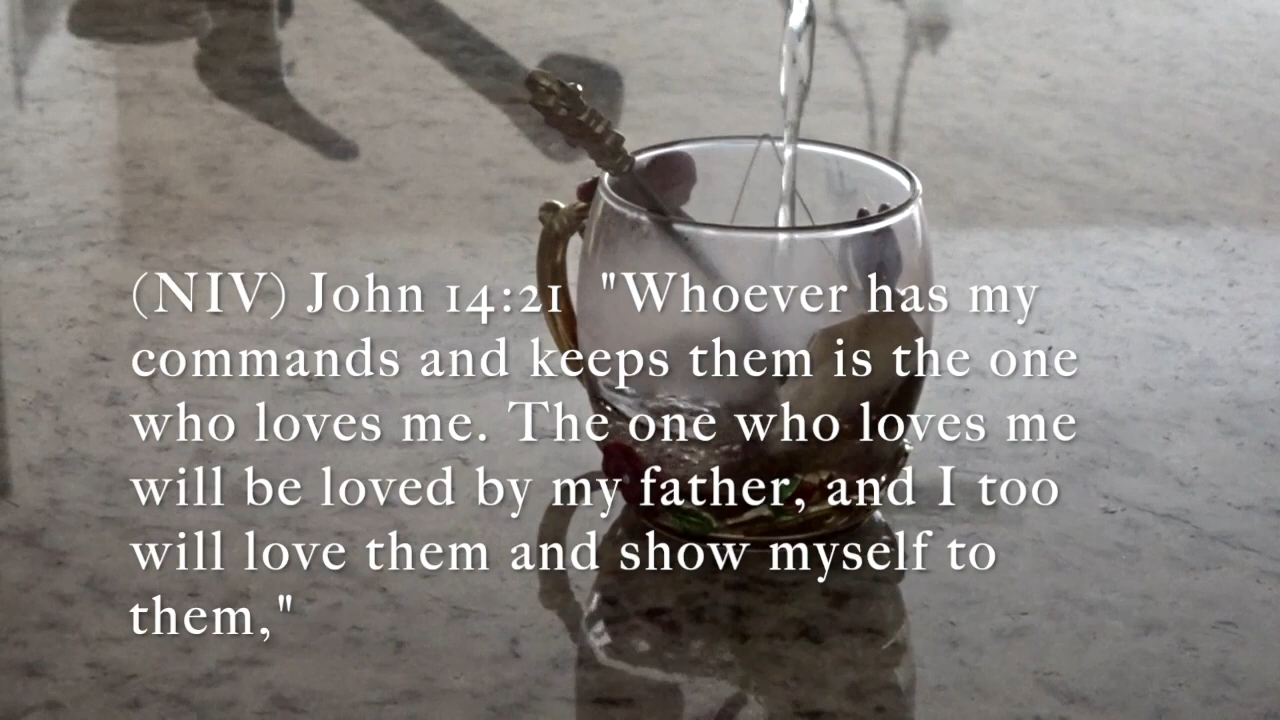 (NIV) John 14:21  "Whoever has my
commands and keeps them is the one
who loves me. The one who loves me
will be loved by my father, and I too
will love them and show myself to
them,"